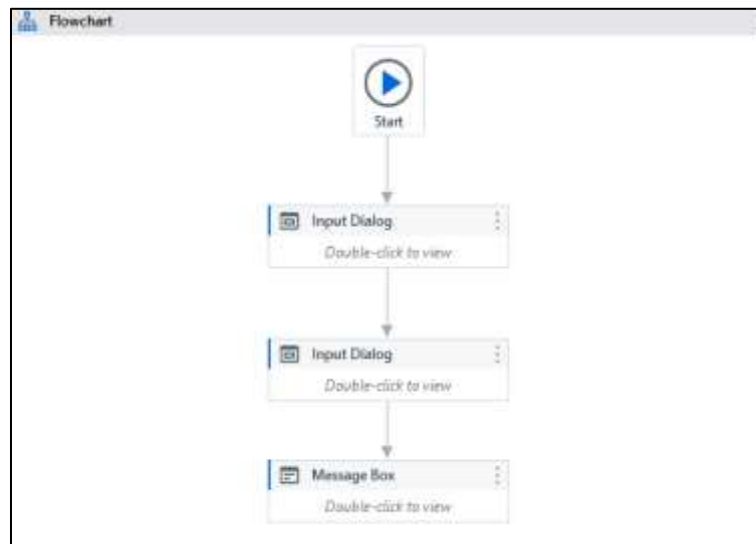 Flowchart
Start
Input Dialog
Double-click to view
Input Dialog
Double-click to view
Message Box
Double-click to view